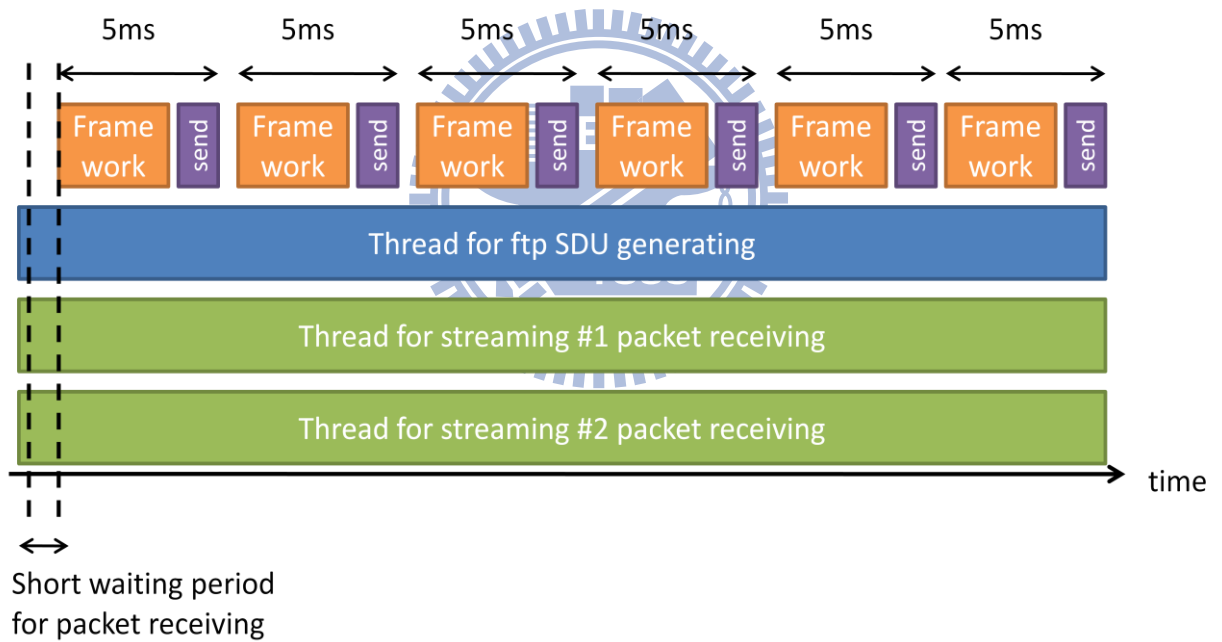 5ms 5ms 5ms 5ms 5ms 5ms
Frame work send Frame work send Frame work send Frame work send Frame work send Frame work send
Thread for ftp SDU generating
Thread for streaming #1 packet receiving
Thread for streaming #2 packet receiving
time
Short waiting period
for packet receiving